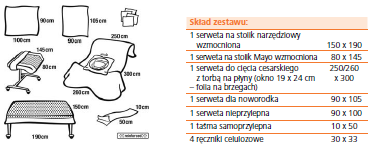 90cm
100cm
105cm
90cm
250cm
145cm
80cm
300cm
260cm
150cm
190cm
10cm
50cm
reinforced
Skład zestawu:
1 serweta na stolik narzędziowy
wzmocniona 150 x 190
1 serweta na stolik Mayo wzmocniona 80 x 145
1 serweta do cięcia cesarskiego 250/260
z torbą na płyny (okno 19 x 24 cm x 300
– folia na brzegach)
1 serweta dla noworodka 90 x 105
1 serweta nieprzylepna 90 x 100
1 taśma samoprzylepna 10 x 50
4 ręczniki celulozowe 30 x 33